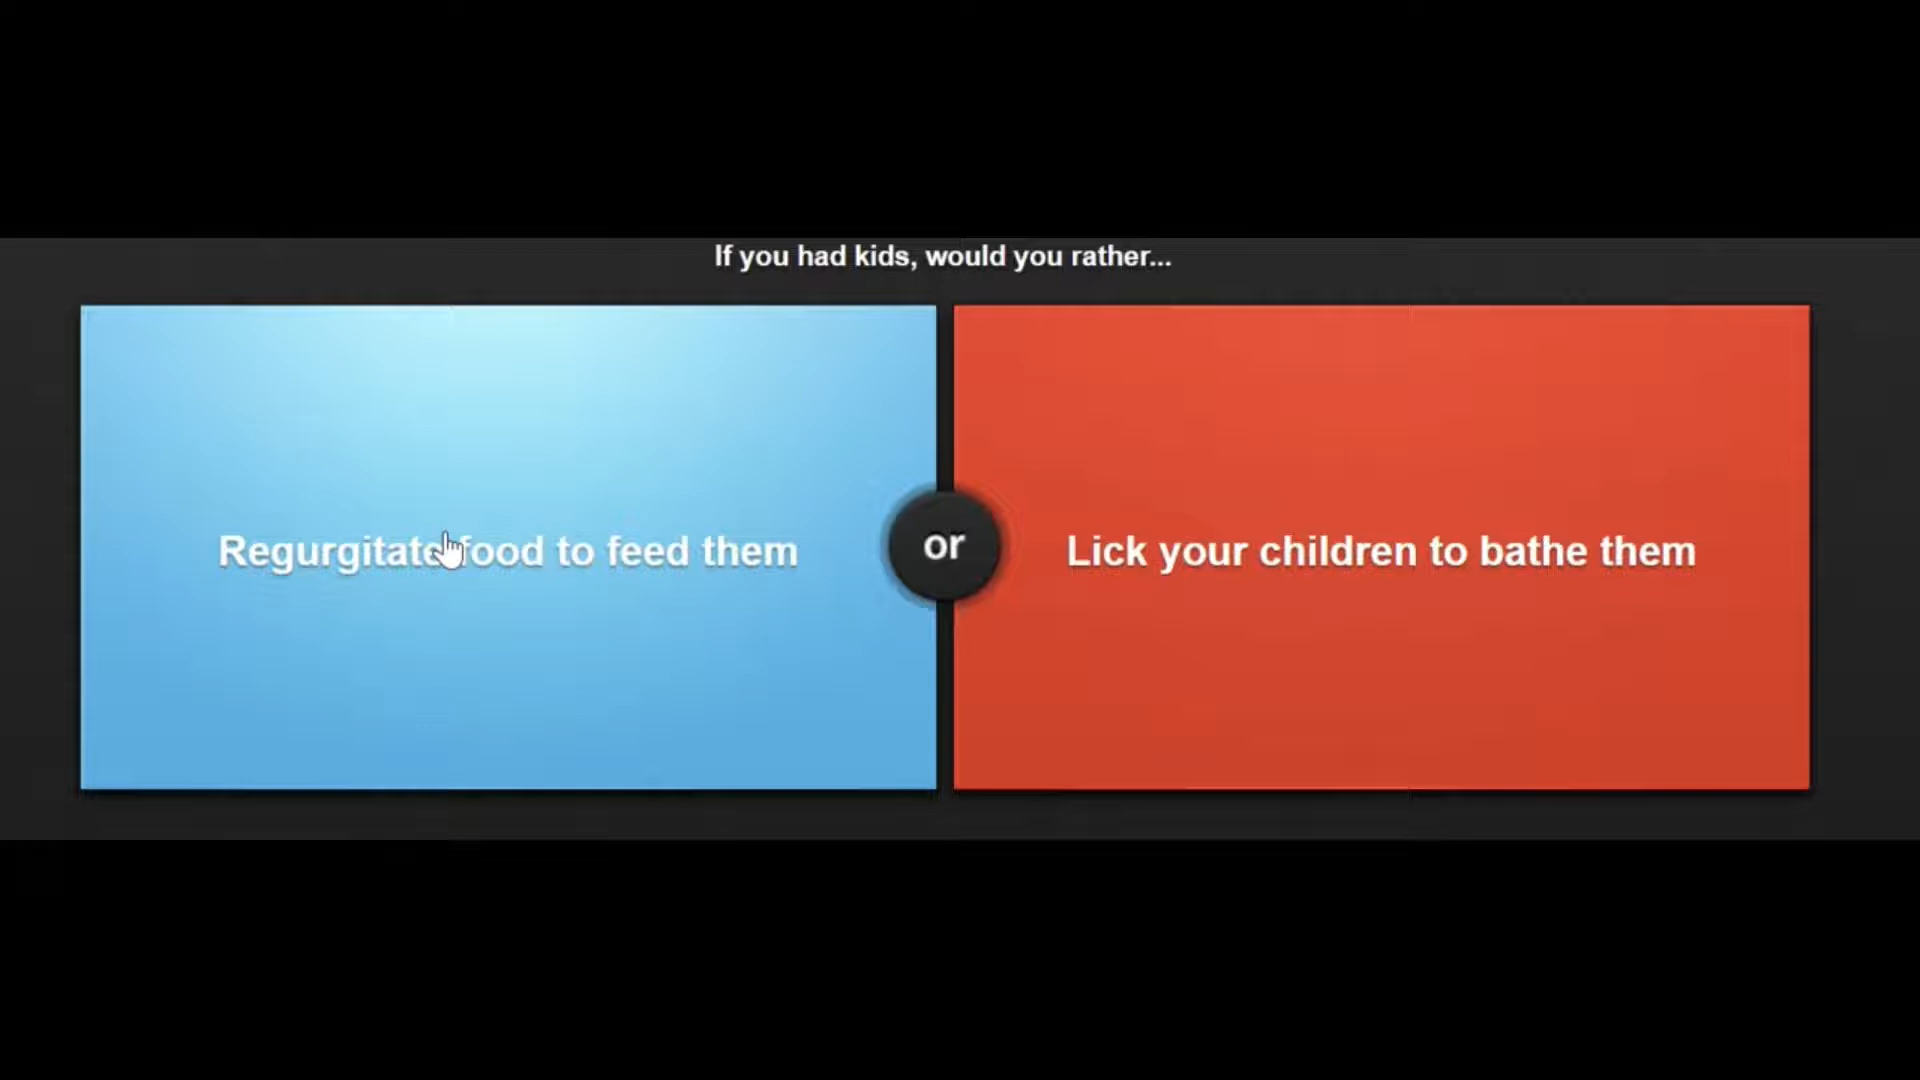 If you had kids, would you rather...
Regurgitate food to feed them
or
Lick your children to bathe them